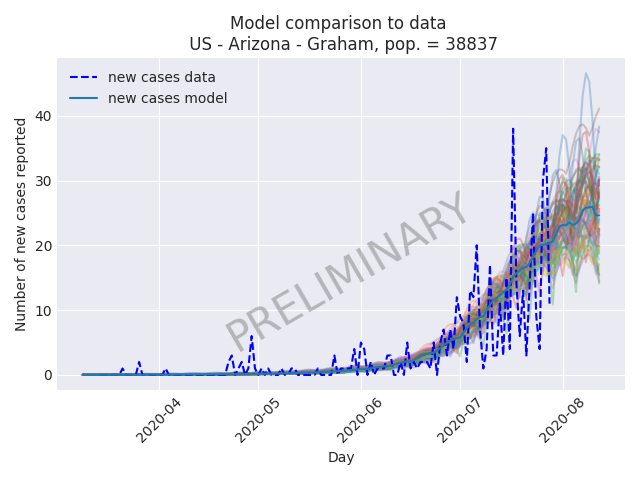 Model comparison to data
US - Arizona - Graham, pop. = 38837
new cases data
new cases model
Number of new cases reported
40
30
20
10
0
PRELIMINARY
2020-04
2020-05
2020-06
2020-07
2020-08
Day